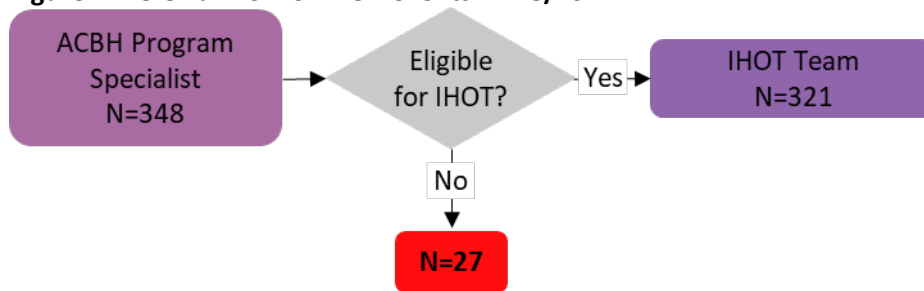 ACBH Program
Specialist
N=348
Eligible
for IHOT?
Yes
IHOT Team
N=321
No
N=27